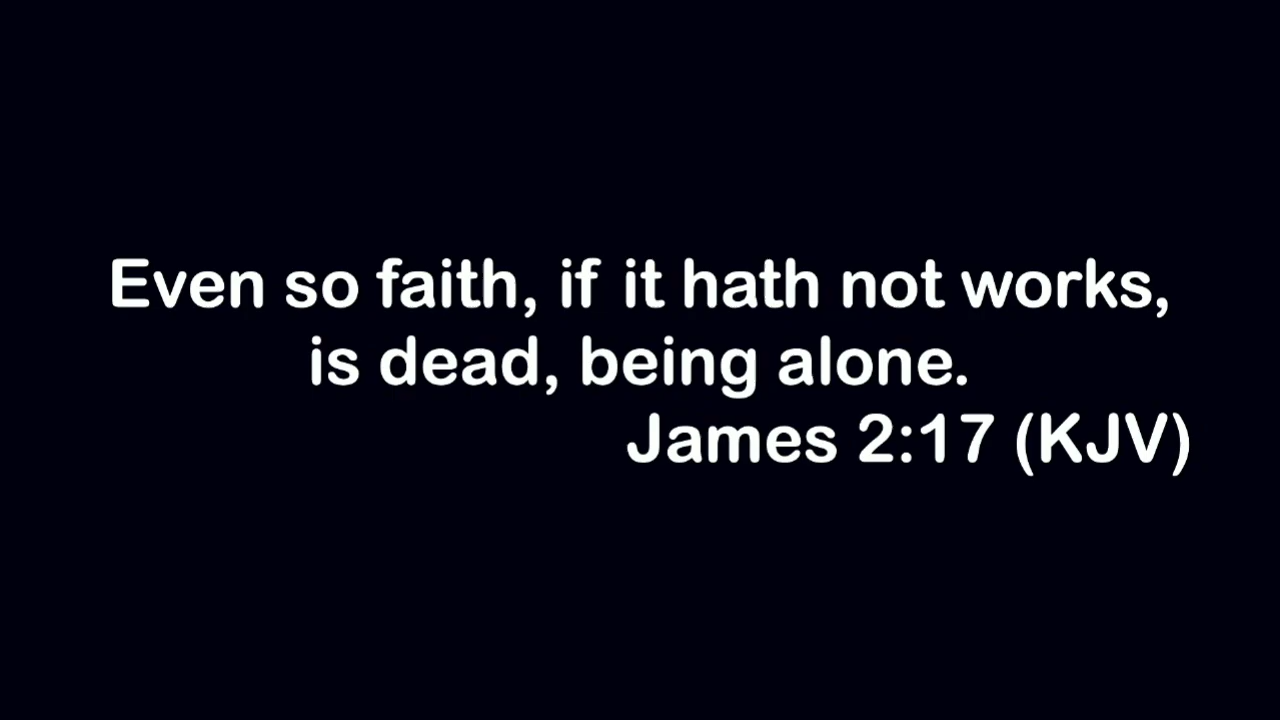 Even so faith, if it hath not works,
is dead, being alone.
James 2:17 (KJV)